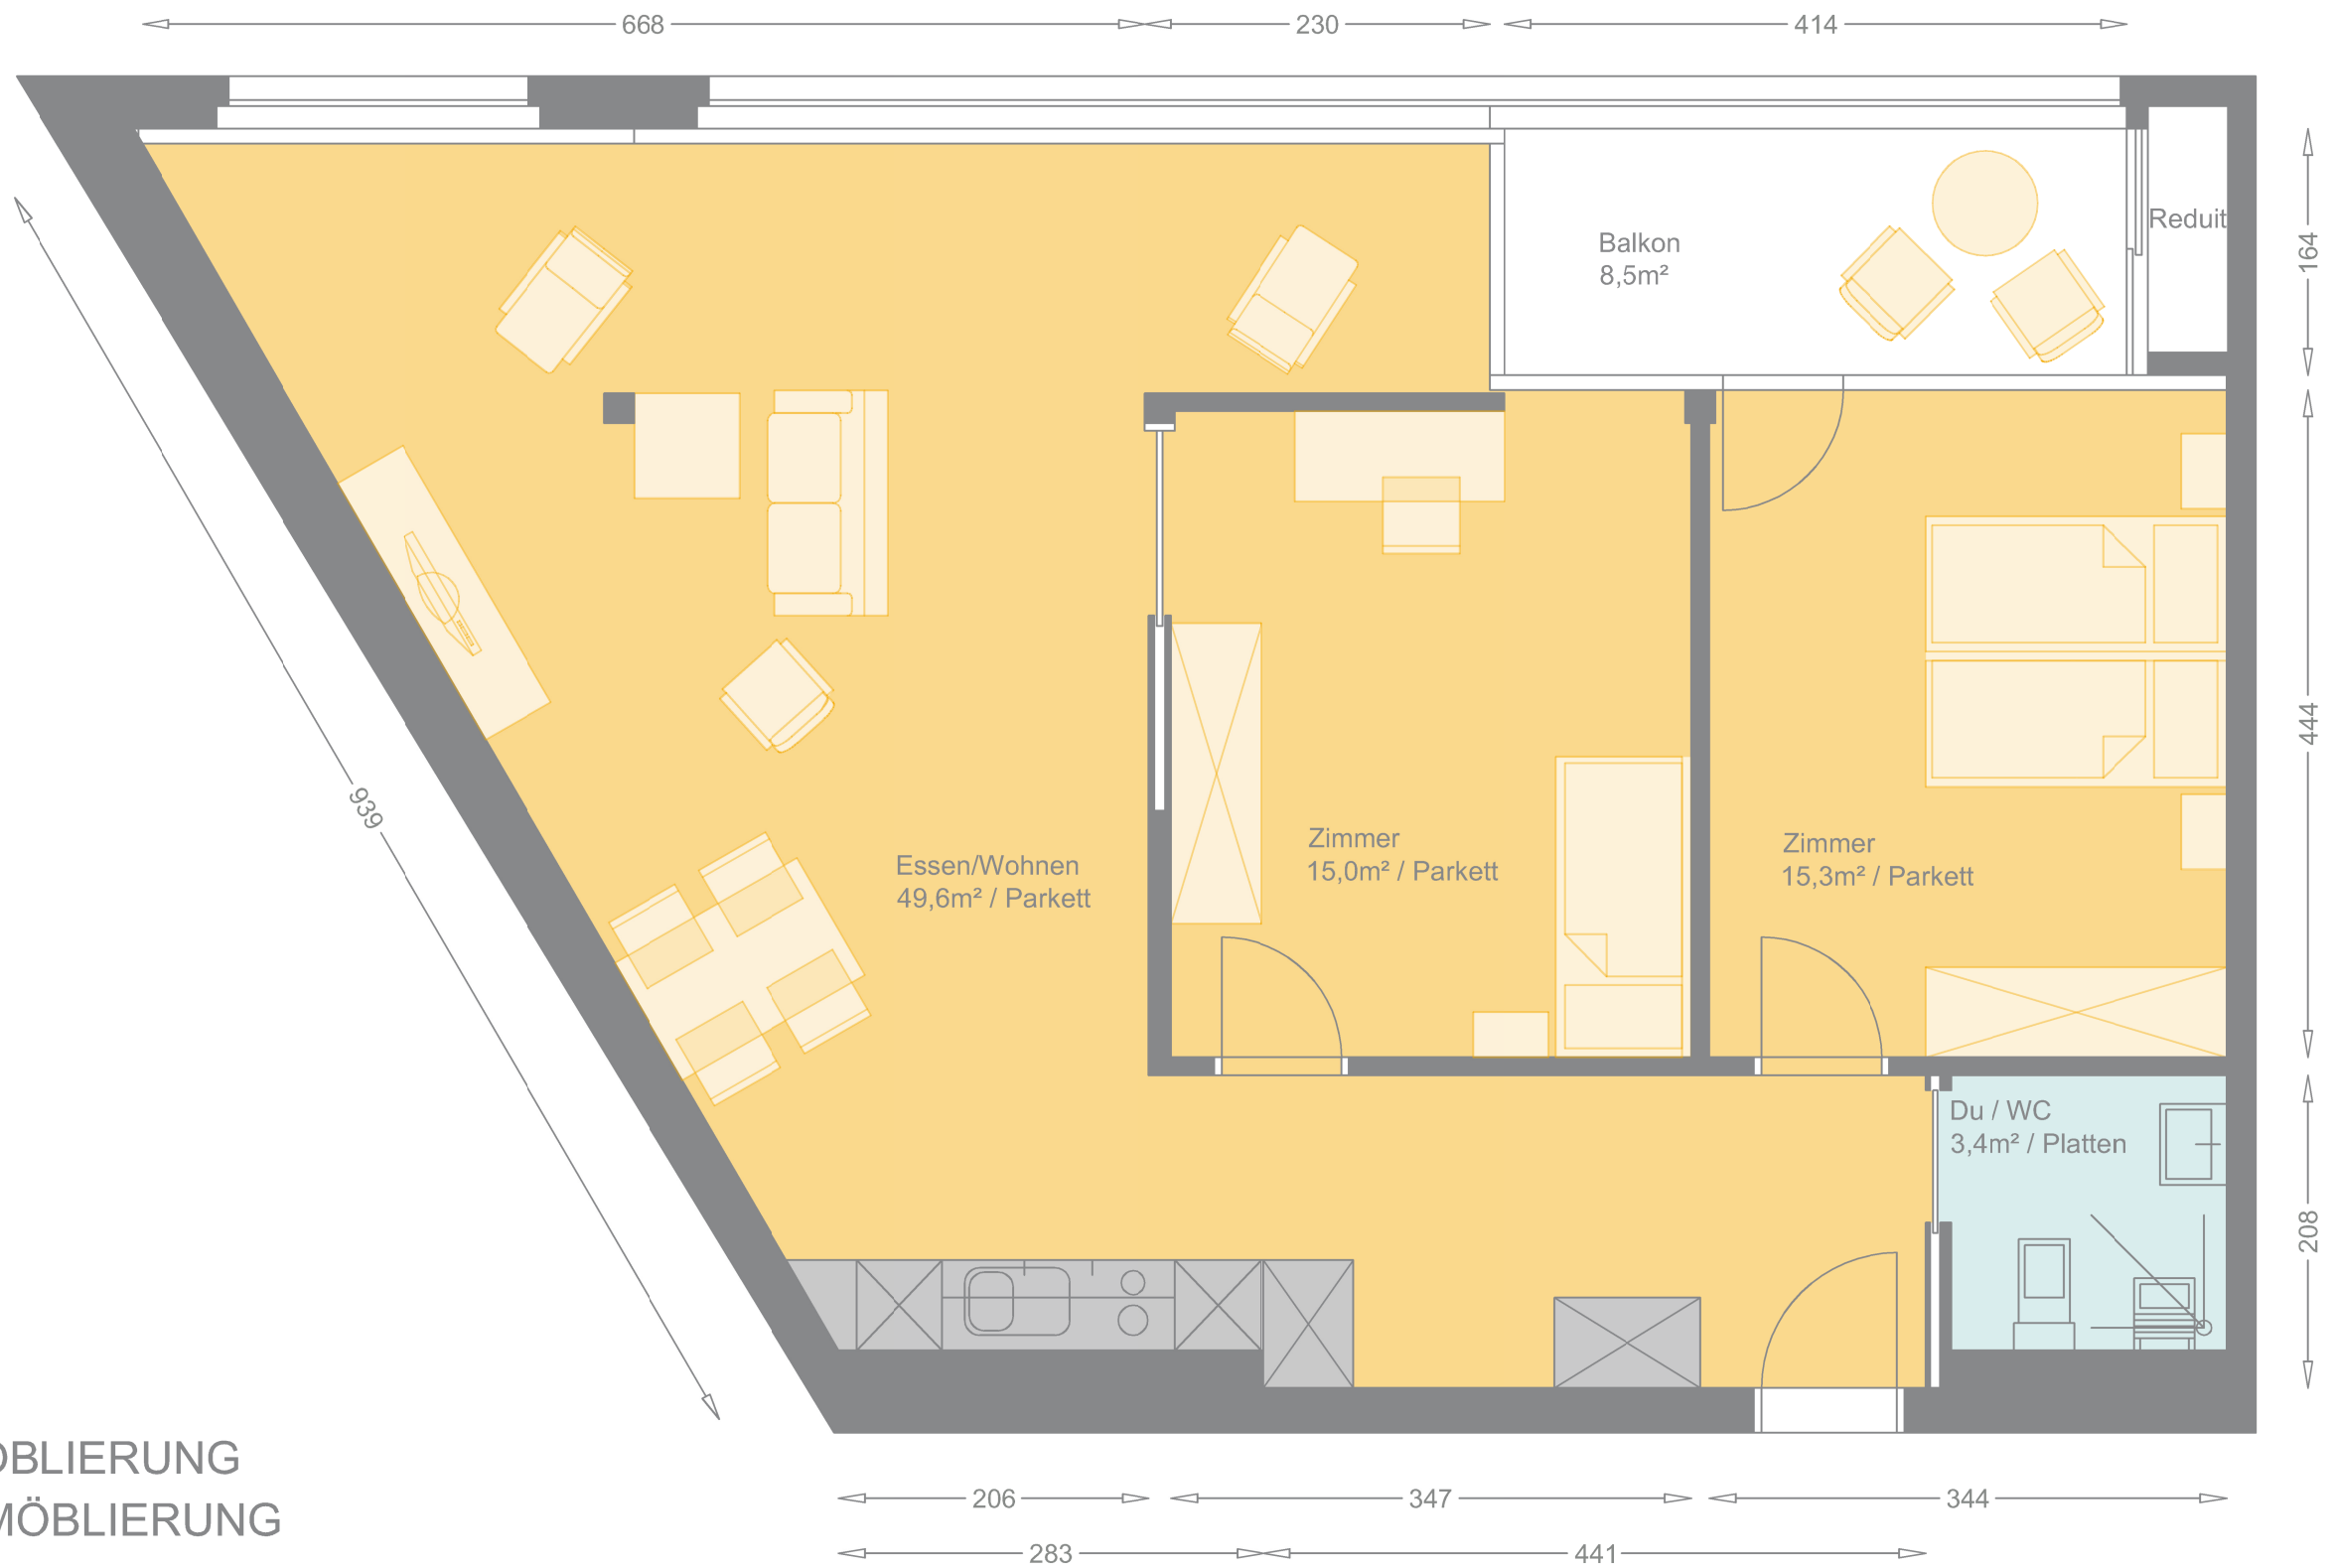 668
230
414
Balkon
8,5m²
Reduit
164
444
939
Zimmer
15,0m² / Parkett
Zimmer
15,3m² / Parkett
Essen/Wohnen
49,6m² / Parkett
Du / WC
3,4m² / Platten
208
OBLIERUNG
MÖBLIERUNG
206
347
344
283
441